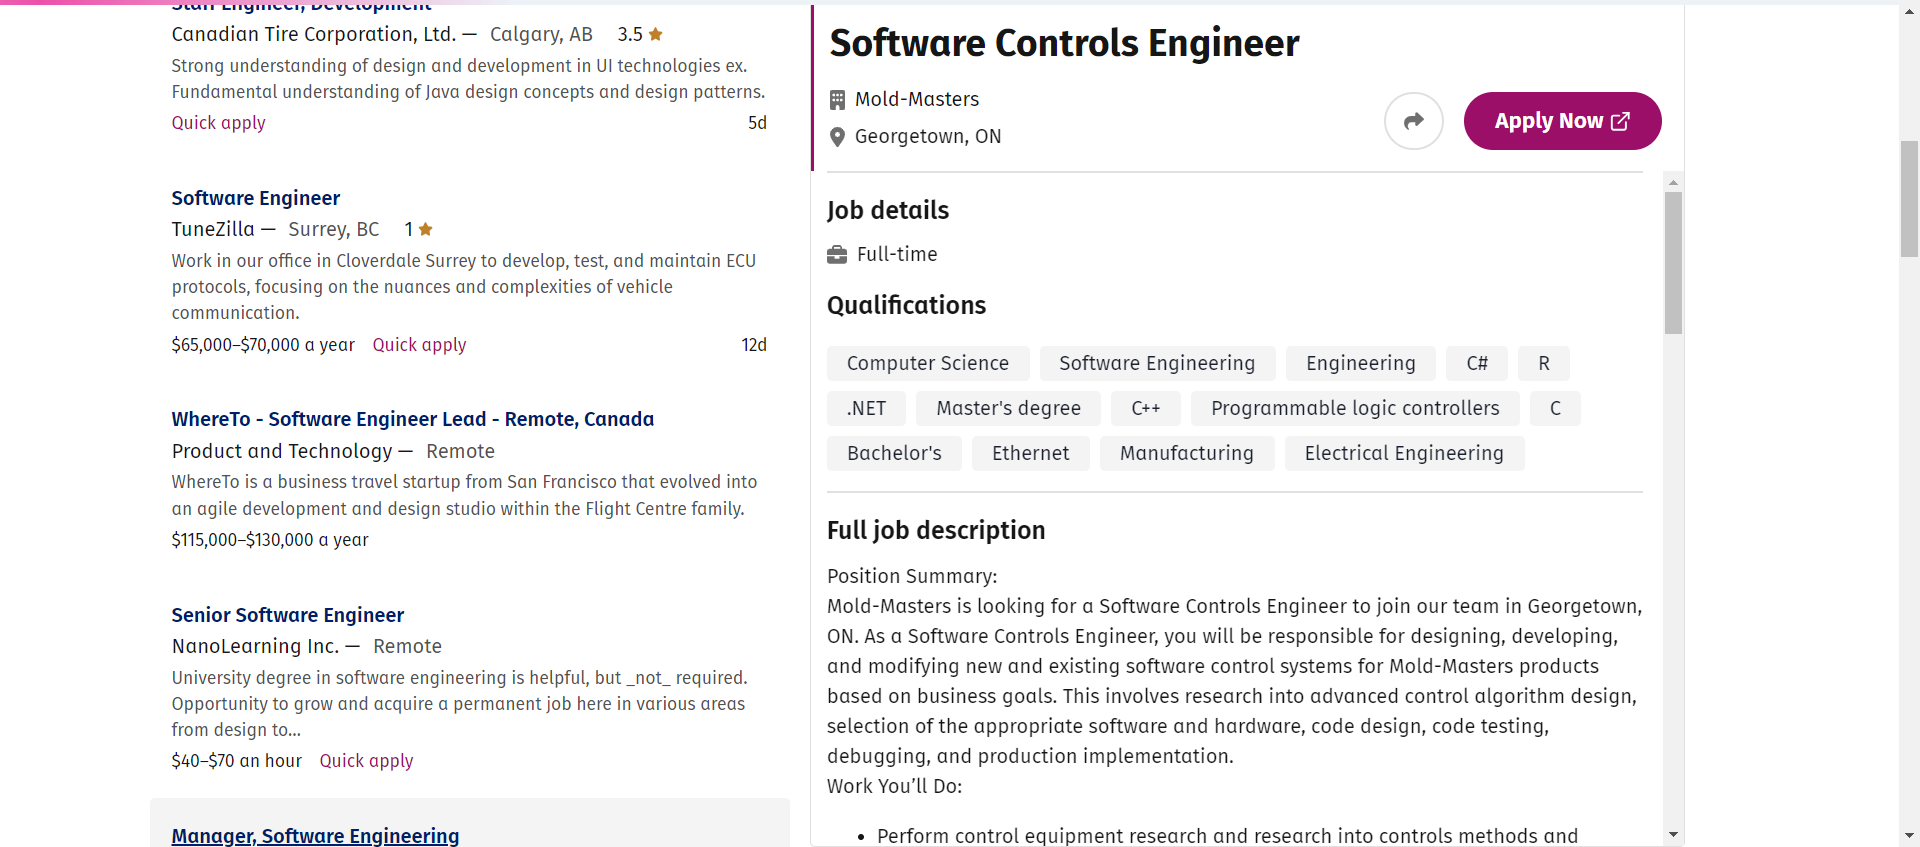 Staff Engineer, Development
Canadian Tire Corporation, Ltd. — Calgary, AB 3.5
Strong understanding of design and development in UI technologies ex.
Fundamental understanding of Java design concepts and design patterns.
Quick apply 5d
Software Engineer
TuneZilla — Surrey, BC 1
Work in our office in Cloverdale Surrey to develop, test, and maintain ECU
protocols, focusing on the nuances and complexities of vehicle
communication.
$65,000–$70,000 a year Quick apply 12d
WhereTo - Software Engineer Lead - Remote, Canada
Product and Technology — Remote
WhereTo is a business travel startup from San Francisco that evolved into
an agile development and design studio within the Flight Centre family.
$115,000–$130,000 a year
Senior Software Engineer
NanoLearning Inc. — Remote
University degree in software engineering is helpful, but _not_ required.
Opportunity to grow and acquire a permanent job here in various areas
from design to...
$40–$70 an hour Quick apply
Manager, Software Engineering
Software Controls Engineer
Mold-Masters
Georgetown, ON
Apply Now
Job details
Full-time
Qualifications
Computer Science Software Engineering Engineering C# R
.NET Master's degree C++ Programmable logic controllers C
Bachelor's Ethernet Manufacturing Electrical Engineering
Full job description
Position Summary:
Mold-Masters is looking for a Software Controls Engineer to join our team in Georgetown,
ON. As a Software Controls Engineer, you will be responsible for designing, developing,
and modifying new and existing software control systems for Mold-Masters products
based on business goals. This involves research into advanced control algorithm design,
selection of the appropriate software and hardware, code design, code testing,
debugging, and production implementation.
Work You’ll Do:
• Perform control equipment research and research into controls methods and